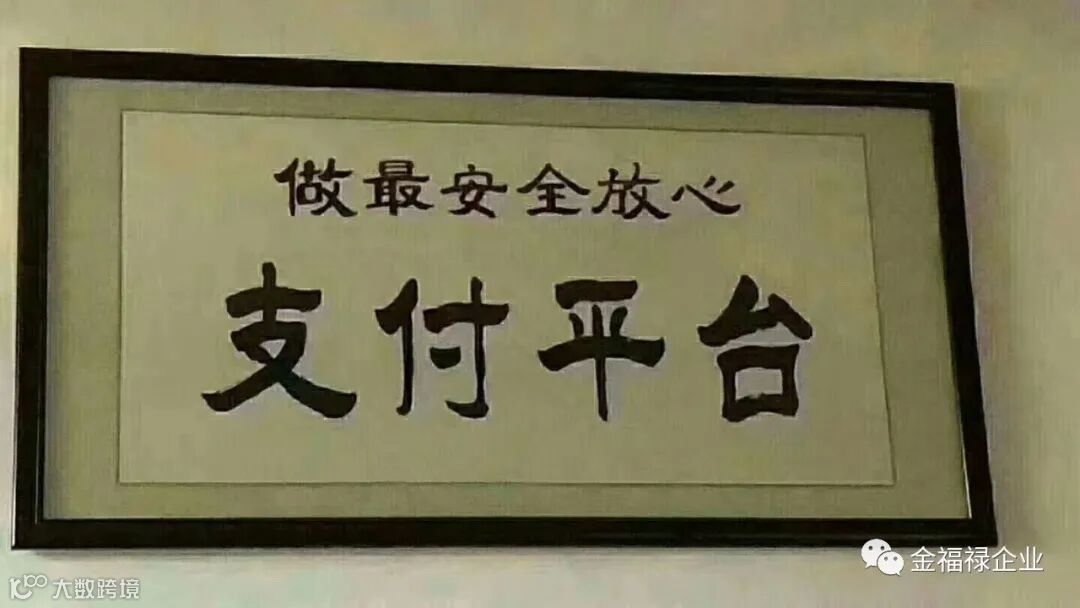 做最安全放心
支付平台
金福禄企业
大数跨境